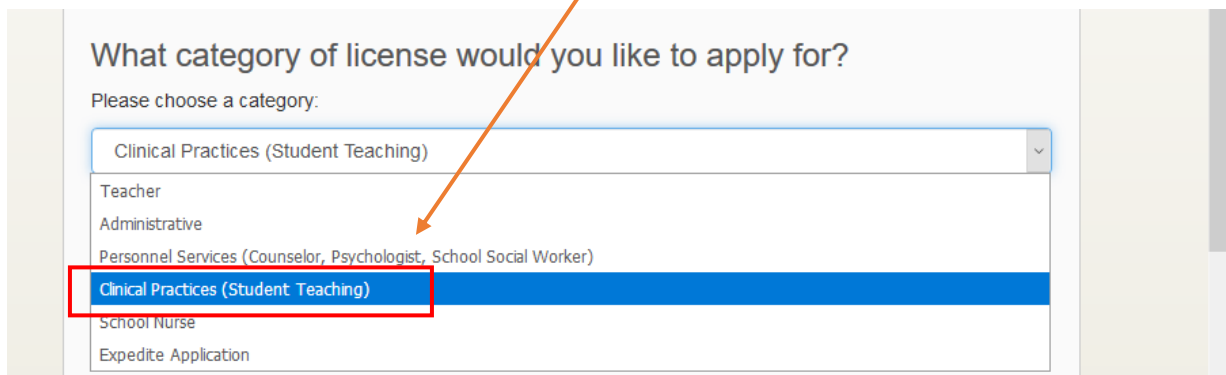 What category of license would you like to apply for?
Please choose a category:
Clinical Practices (Student Teaching)
Teacher
Administrative
Personnel Services (Counselor, Psychologist, School Social Worker)
Clinical Practices (Student Teaching)
School Nurse
Expedite Application